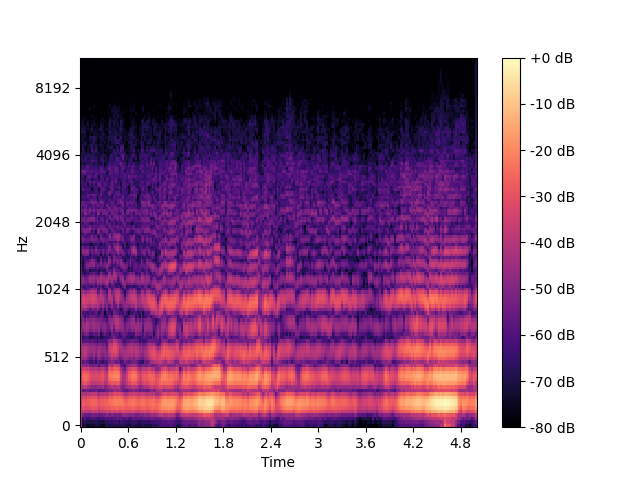 +0 dB
8192
-10 dB
4096
-20 dB
-30 dB
2048
Hz
-40 dB
1024
-50 dB
-60 dB
512
-70 dB
0
-80 dB
0 0.6 1.2 1.8 2.4 3 3.6 4.2 4.8
Time